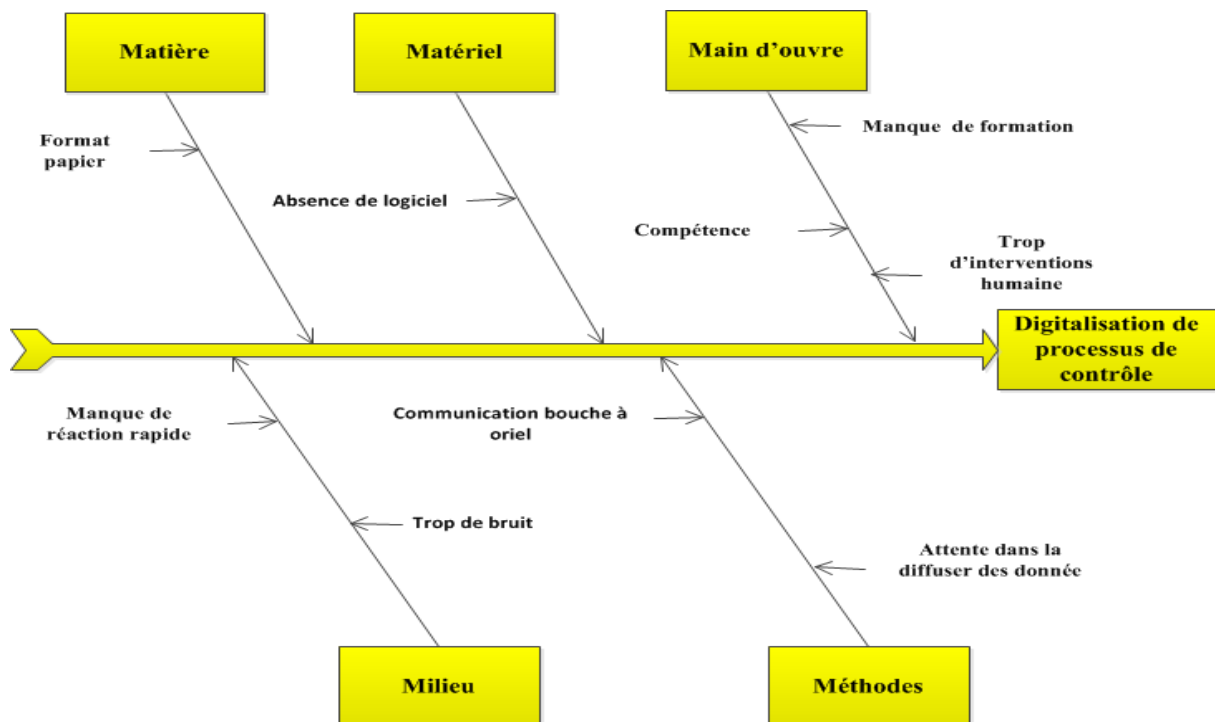 Matière
Matériel
Main d’ouvre
Format
papier
Absence de logiciel
Manque de formation
Compétence
Trop
d’interventions
humaine
Digitalisation de
processus de
contrôle
Manque de
réaction rapide
Communication bouche à
oriel
Trop de bruit
Attente dans la
diffuser des donnée
Milieu
Méthodes